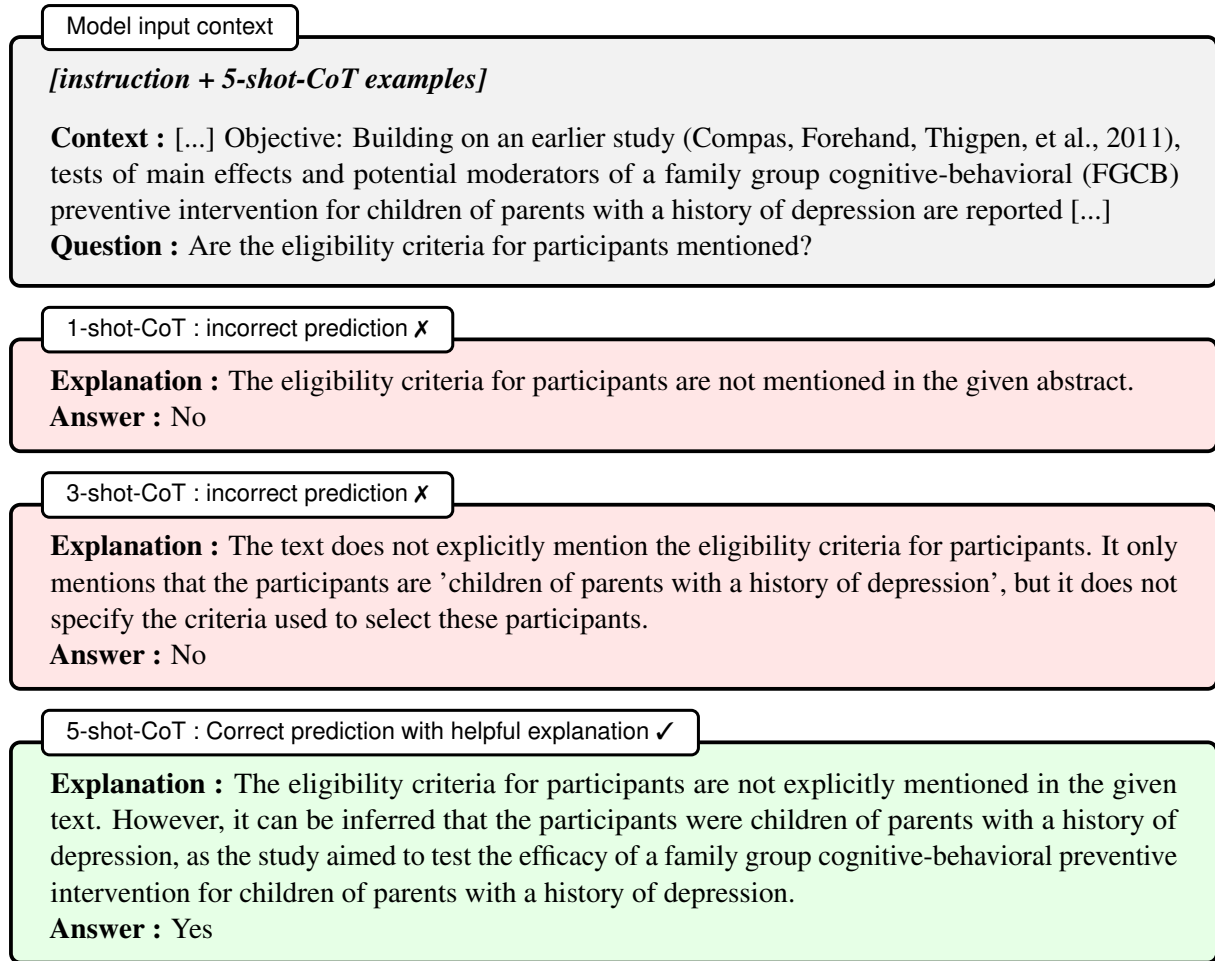 Model input context
[instruction + 5-shot-CoT examples]
Context : [...] Objective: Building on an earlier study (Compas, Forehand, Thigpen, et al., 2011),
tests of main effects and potential moderators of a family group cognitive-behavioral (FGCB)
preventive intervention for children of parents with a history of depression are reported [...]
Question : Are the eligibility criteria for participants mentioned?
1-shot-CoT : incorrect prediction ✗
Explanation : The eligibility criteria for participants are not mentioned in the given abstract.
Answer : No
3-shot-CoT : incorrect prediction ✗
Explanation : The text does not explicitly mention the eligibility criteria for participants. It only
mentions that the participants are ’children of parents with a history of depression’, but it does not
specify the criteria used to select these participants.
Answer : No
5-shot-CoT : Correct prediction with helpful explanation ✓
Explanation : The eligibility criteria for participants are not explicitly mentioned in the given
text. However, it can be inferred that the participants were children of parents with a history of
depression, as the study aimed to test the efficacy of a family group cognitive-behavioral preventive
intervention for children of parents with a history of depression.
Answer : Yes